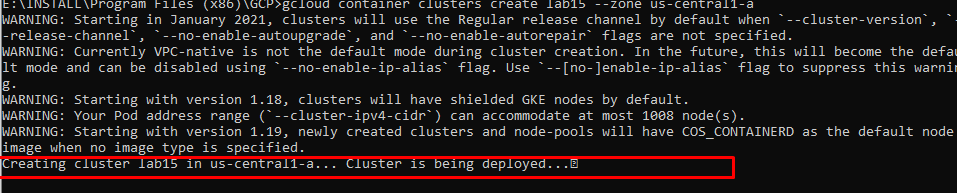 E:\INSTALL\Program Files (x86)\GCP>gcloud container clusters create lab15 --zone us-central1-a
WARNING: Starting in January 2021, clusters will use the Regular release channel by default when `--cluster-version`, `-
-release-channel`, `--no-enable-autoupgrade`, and `--no-enable-autorepair` flags are not specified.
WARNING: Currently VPC-native is not the default mode during cluster creation. In the future, this will become the defau
lt mode and can be disabled using `--no-enable-ip-alias` flag. Use `--[no-]enable-ip-alias` flag to suppress this warnin
g.
WARNING: Starting with version 1.18, clusters will have shielded GKE nodes by default.
WARNING: Your Pod address range (`--cluster-ipv4-cidr`) can accommodate at most 1008 node(s).
WARNING: Starting with version 1.19, newly created clusters and node-pools will have COS_CONTAINERD as the default node
image when no image type is specified.
Creating cluster lab15 in us-central1-a... Cluster is being deployed...